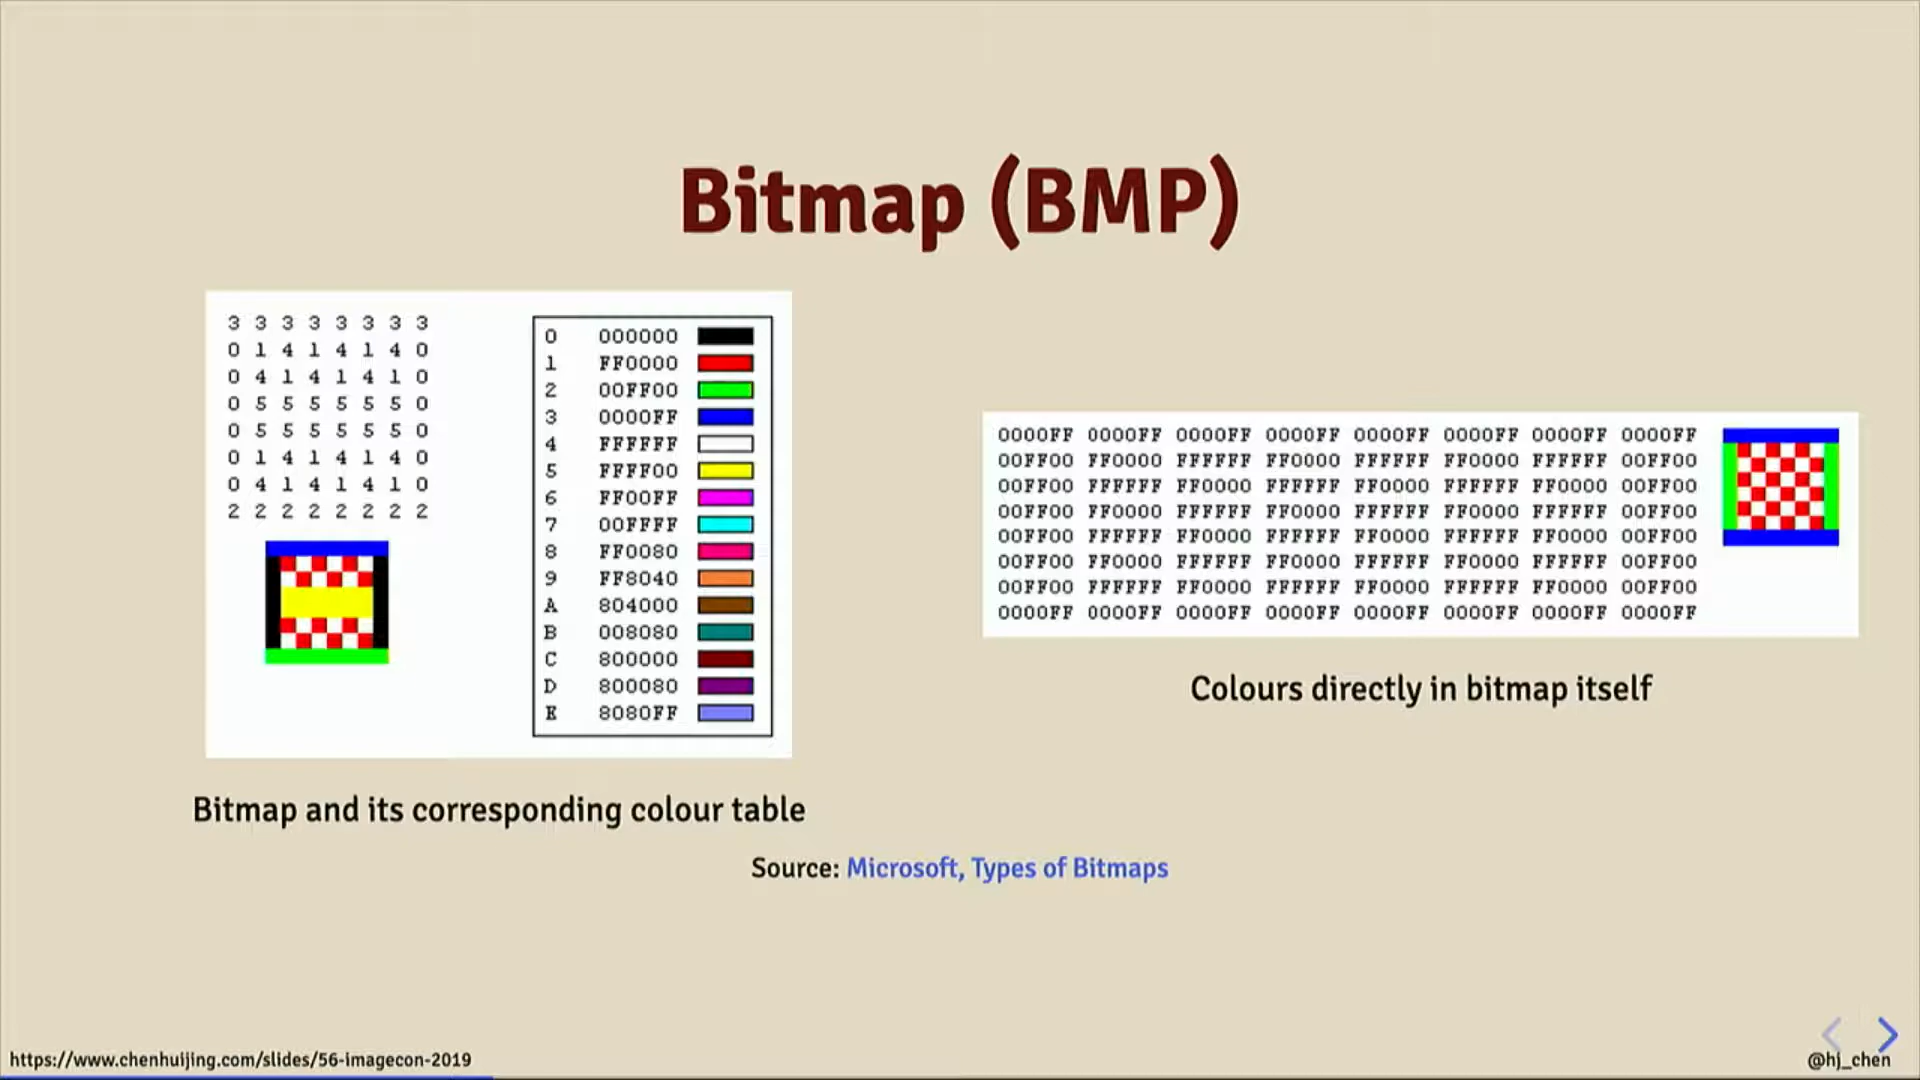 Bitmap (BMP)
3 3 3 3 3 3 3 3
0 1 4 1 4 1 4 0
0 4 1 4 1 4 1 0
0 5 5 5 5 5 5 0
0 5 5 5 5 5 5 0
0 1 4 1 4 1 4 0
0 4 1 4 1 4 1 0
2 2 2 2 2 2 2 2
0 000000
1 FF0000
2 00FF00
3 0000FF
4 FFFFFF
5 FFFF00
6 FF00FF
7 00FFFF
8 FF0080
9 FF8040
A 804000
B 008080
C 800000
D 800080
E 8080FF
Bitmap and its corresponding colour table
0000FF 0000FF 0000FF 0000FF 0000FF 0000FF 0000FF 0000FF
00FF00 FF0000 FFFFFF FF0000 FFFFFF FF0000 FFFFFF 00FF00
00FF00 FFFFFF FF0000 FFFFFF FF0000 FFFFFF FF0000 00FF00
00FF00 FF0000 FFFFFF FF0000 FFFFFF FF0000 FFFFFF 00FF00
00FF00 FFFFFF FF0000 FFFFFF FF0000 FFFFFF FF0000 00FF00
00FF00 FF0000 FFFFFF FF0000 FFFFFF FF0000 FFFFFF 00FF00
00FF00 FFFFFF FF0000 FFFFFF FF0000 FFFFFF FF0000 00FF00
0000FF 0000FF 0000FF 0000FF 0000FF 0000FF 0000FF 0000FF
Colours directly in bitmap itself
Source: Microsoft, Types of Bitmaps
https://www.chenhuijing.com/slides/56-imagecon-2019
@hj_chen